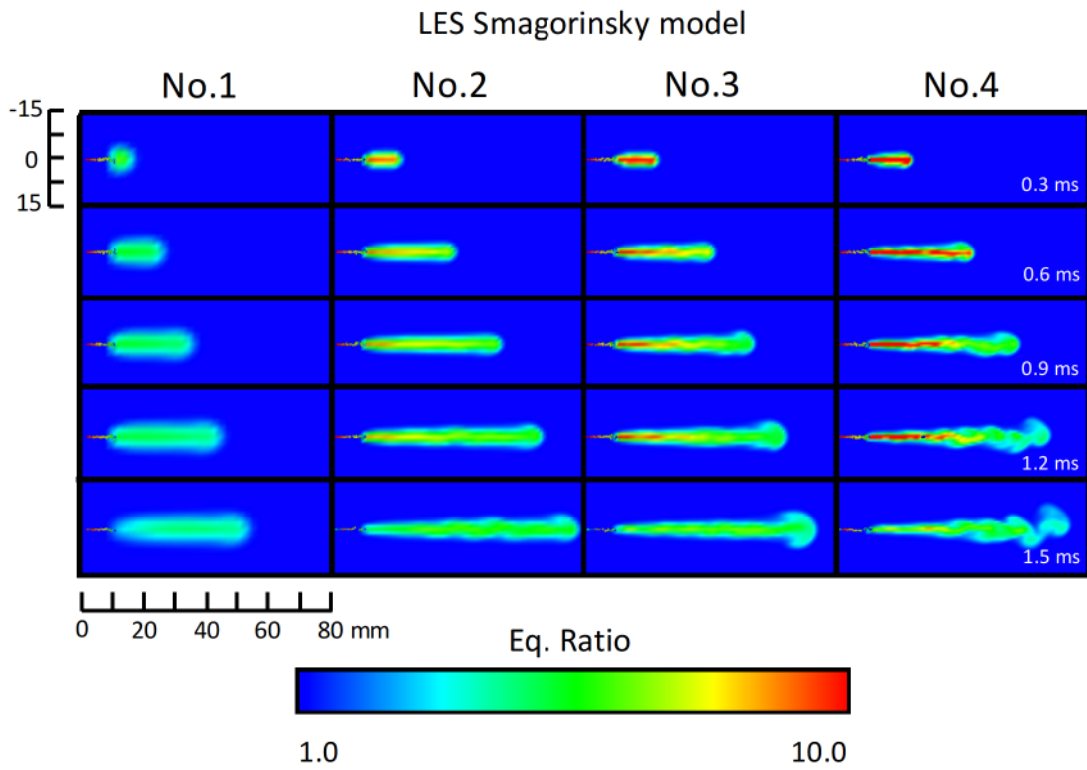 LES Smagorinsky model
No.1 No.2 No.3 No.4
-15
0
15
0.3 ms
0.6 ms
0.9 ms
1.2 ms
1.5 ms
0 20 40 60 80 mm
Eq. Ratio
1.0 10.0